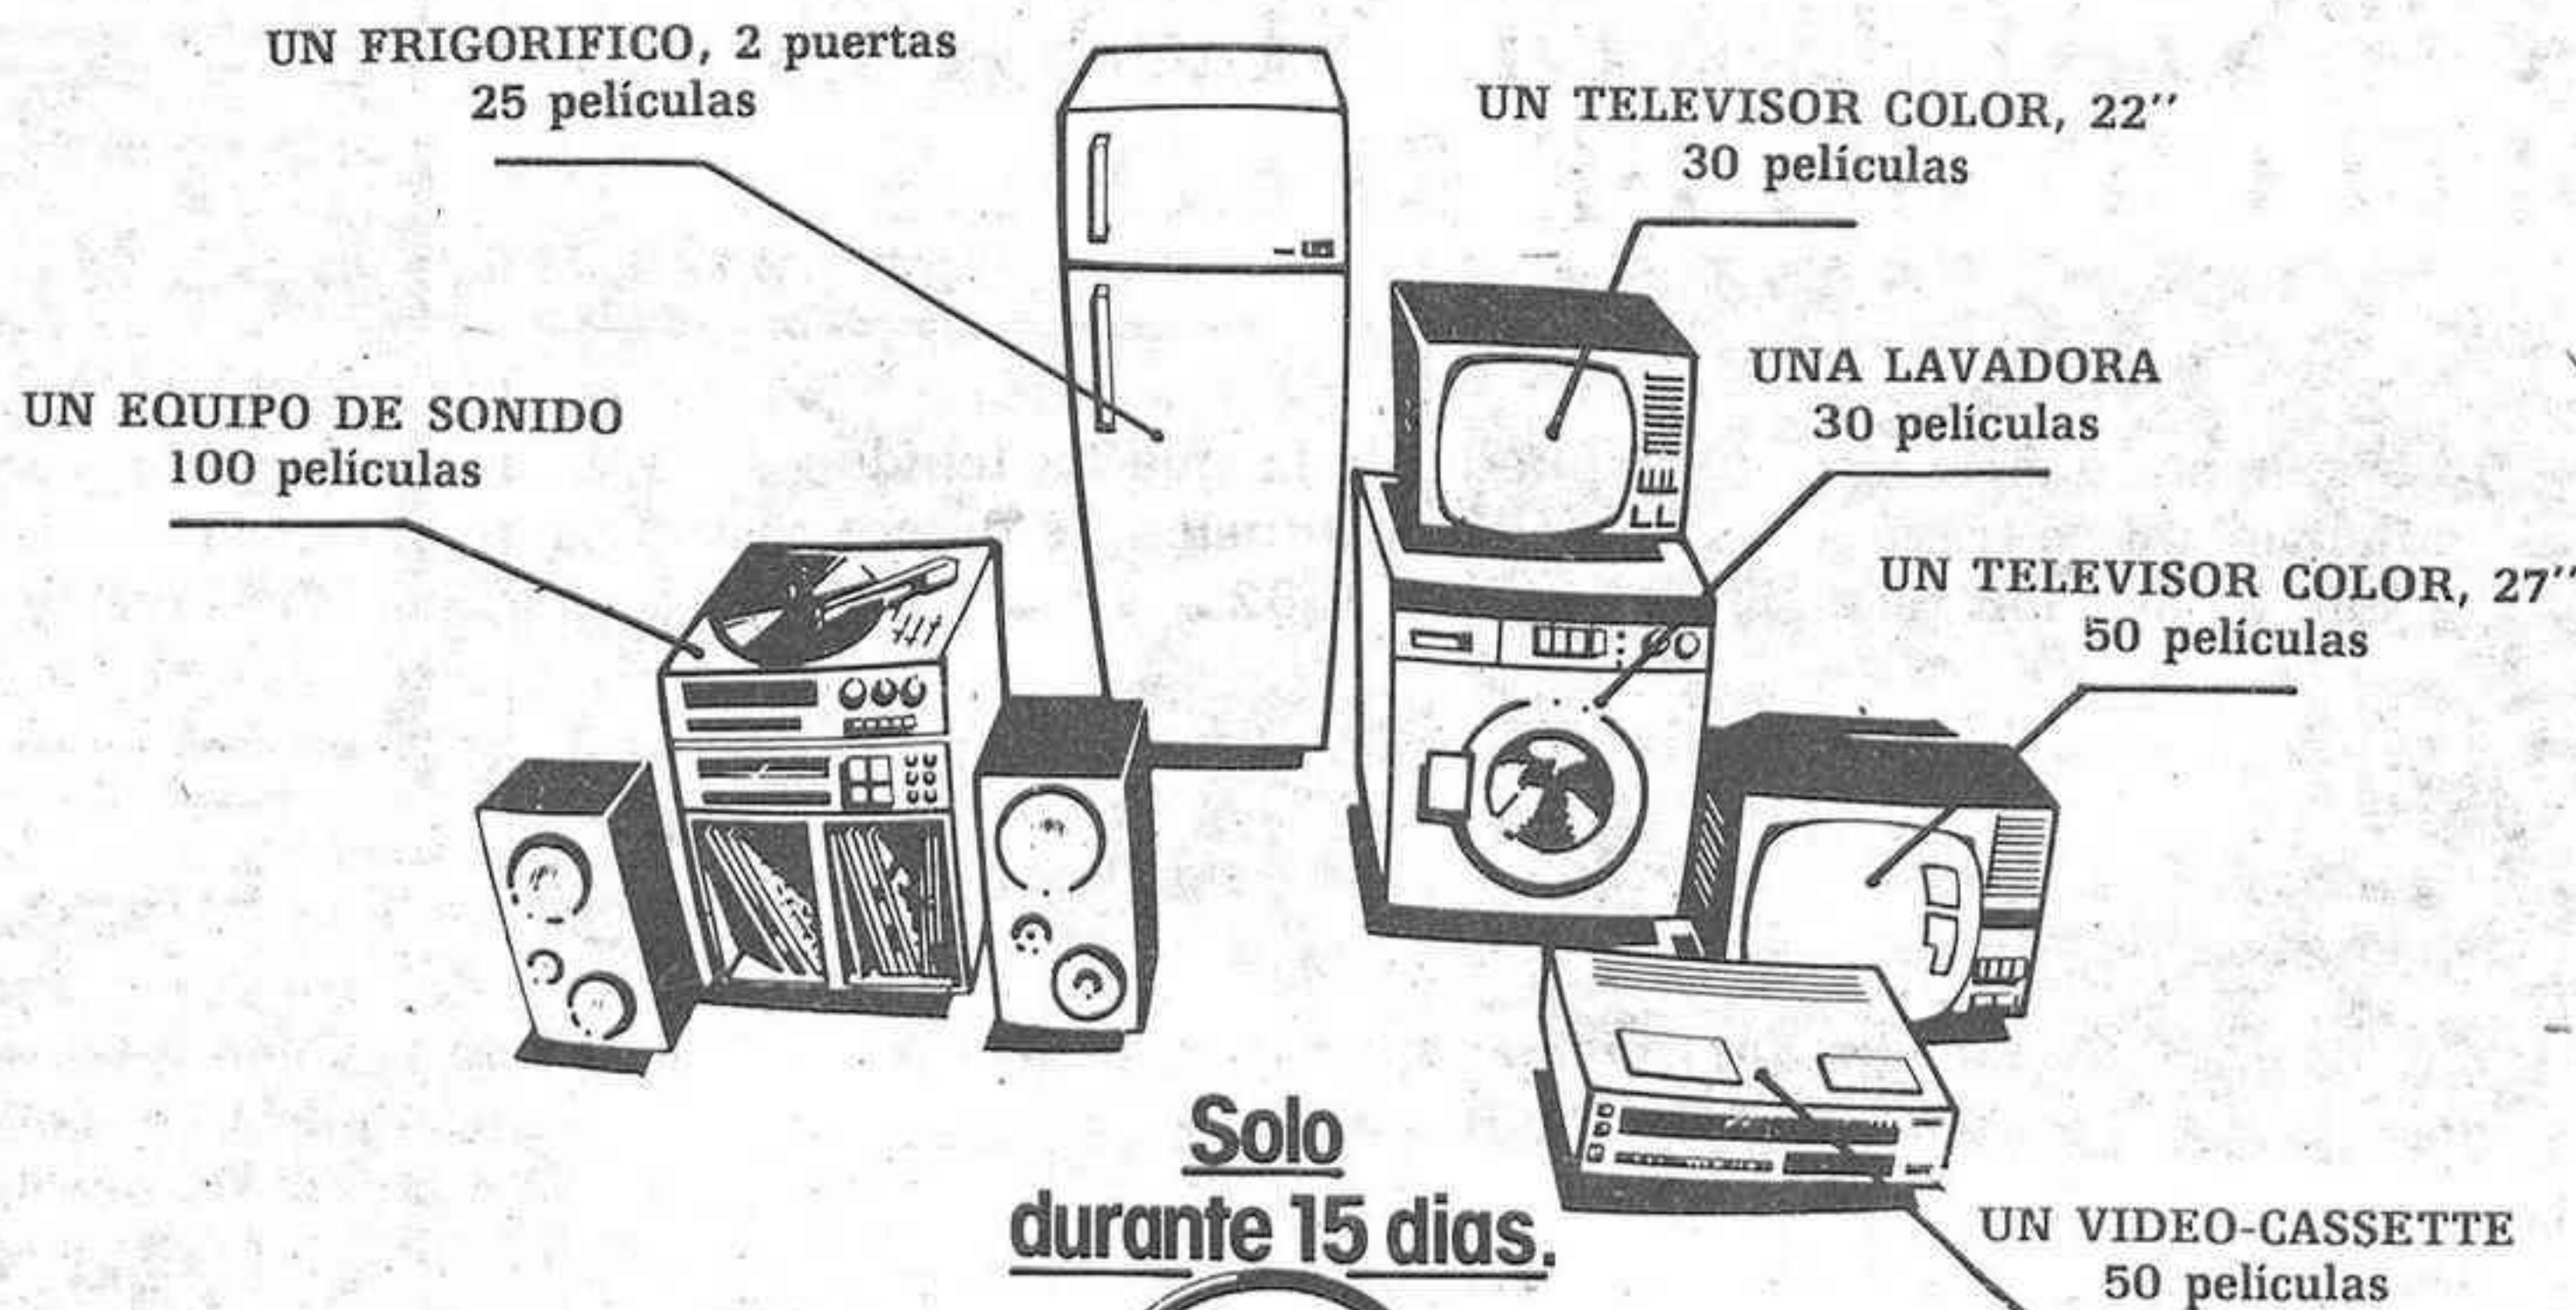 UN FRIGORIFICO, 2 puertas
25 películas
UN TELEVISOR COLOR, 22''
30 películas
UNA LAVADORA
30 películas
UN EQUIPO DE SONIDO
100 películas
UN TELEVISOR COLOR, 27''
50 películas
Solo
durante 15 dias.
UN VIDEO-CASSETTE
50 películas